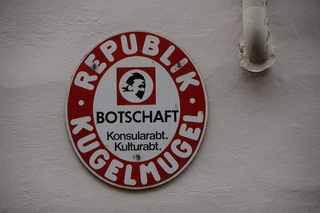 · REPUBLIK ·
BOTSCHAFT
Konsularabt.
Kulturabt.
KUGELMUGEL